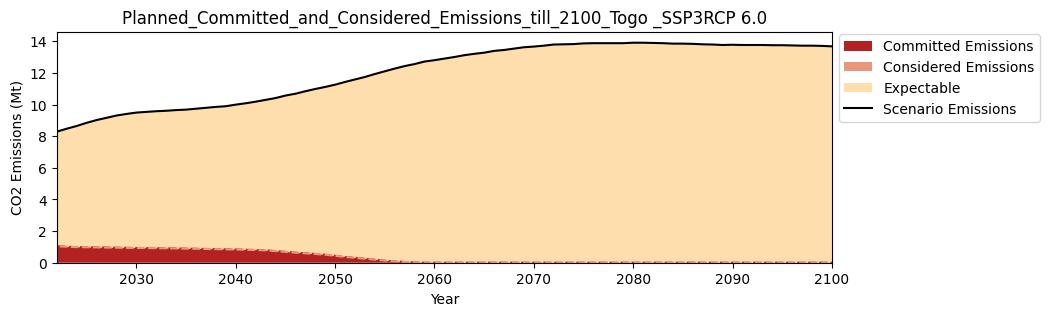 Planned_Committed_and_Considered_Emissions_till_2100_Togo _SSP3RCP 6.0
CO2 Emissions (Mt)
14
12
10
8
6
4
2
0
2030
2040
2050
2060
2070
2080
2090
2100
Year
Committed Emissions
Considered Emissions
Expectable
Scenario Emissions